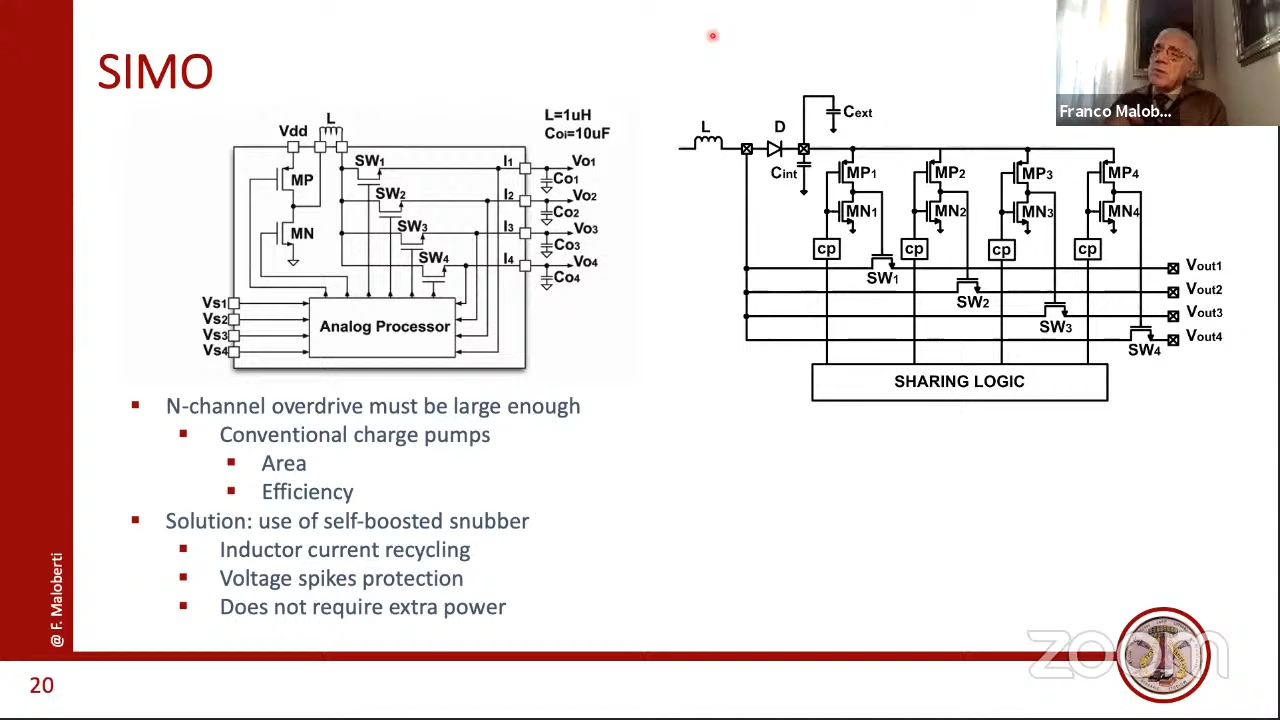 SIMO
Franco Malob...
L=1uH
Coi=10uF
Vdd
L
MP
MN
SW1
SW2
SW3
SW4
I1
I2
I3
I4
Vo1
Co1
Vo2
Co2
Vo3
Co3
Vo4
Co4
Vs1
Vs2
Vs3
Vs4
Analog Processor
L
D
Cext
Cint
MP1
MP2
MP3
MP4
MN1
MN2
MN3
MN4
cp
cp
cp
cp
SW1
SW2
SW3
SW4
Vout1
Vout2
Vout3
Vout4
SHARING LOGIC
N-channel overdrive must be large enough
Conventional charge pumps
Area
Efficiency
Solution: use of self-boosted snubber
Inductor current recycling
Voltage spikes protection
Does not require extra power
@ F. Maloberti
20
zoom